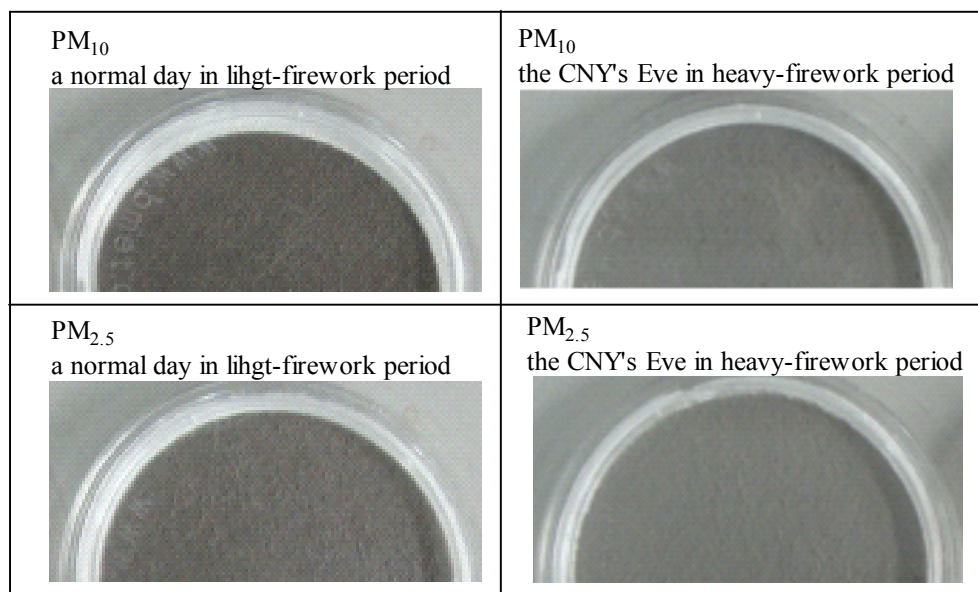 PM10
a normal day in lihgt-firework period
PM10
the CNY's Eve in heavy-firework period
PM2.5
a normal day in lihgt-firework period
PM2.5
the CNY's Eve in heavy-firework period